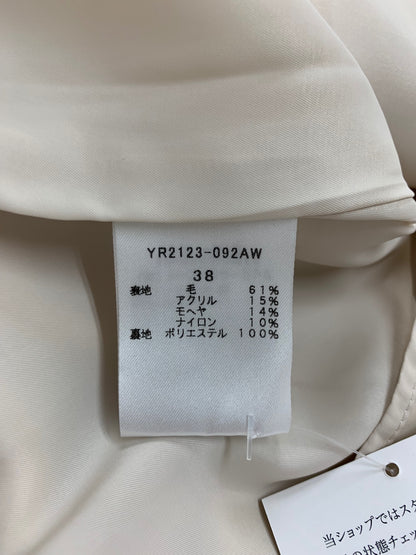 YR2123-092AW
38
表地 毛 61%
アクリル 15%
モヘヤ 14%
ナイロン 10%
裏地 ポリエステル 100%
当ショップではスタ
の状態チェッ